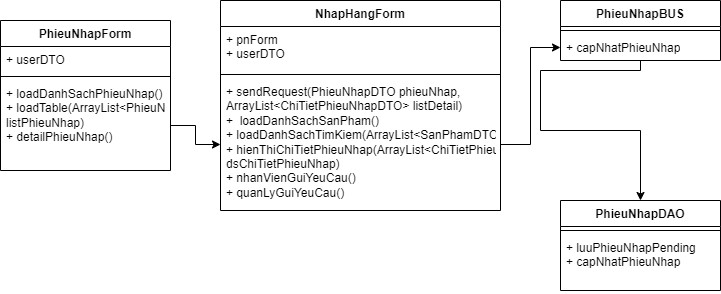 PhieuNhapForm
+ userDTO
+ loadDanhSachPhieuNhap()
+ loadTable(ArrayList<PhieuN
listPhieuNhap)
+ detailPhieuNhap()
NhapHangForm
+ pnForm
+ userDTO
+ sendRequest(PhieuNhapDTO phieuNhap,
ArrayList<ChiTietPhieuNhapDTO> listDetail)
+  loadDanhSachSanPham()
+ loadDanhSachTimKiem(ArrayList<SanPhamDTO
+ hienThiChiTietPhieuNhap(ArrayList<ChiTietPhieu
dsChiTietPhieuNhap)
+ nhanVienGuiYeuCau()
+ quanLyGuiYeuCau()
PhieuNhapBUS
+ capNhatPhieuNhap
PhieuNhapDAO
+ luuPhieuNhapPending
+ capNhatPhieuNhap